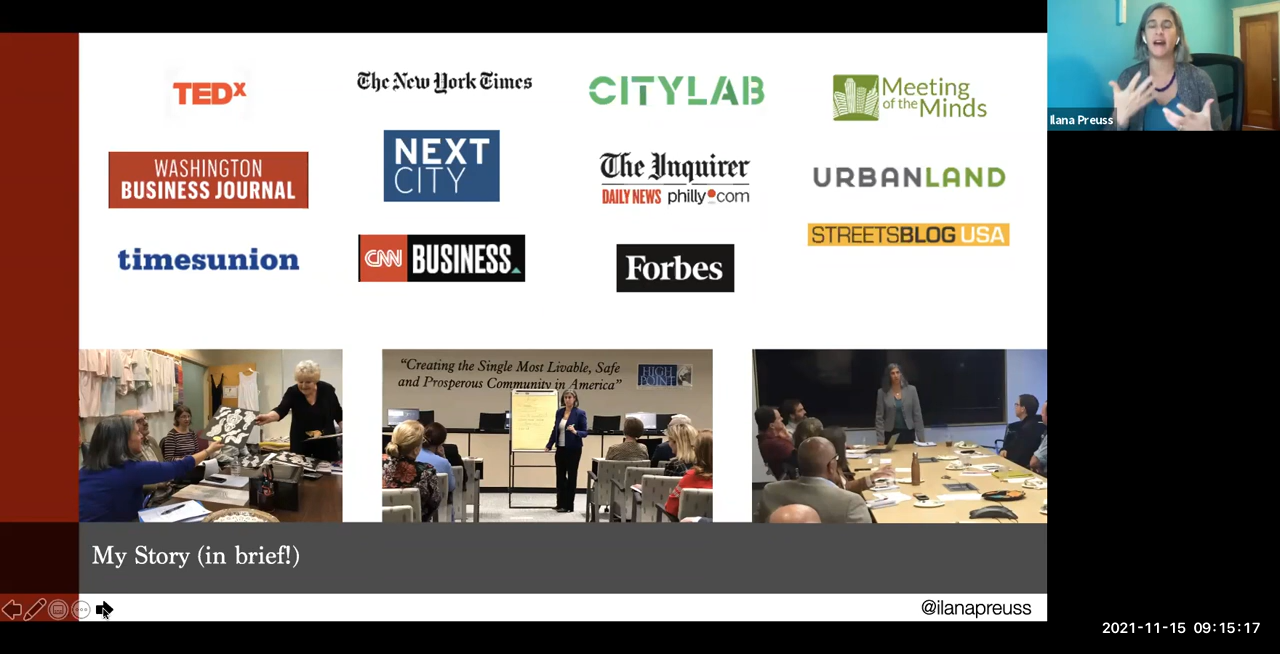 TEDx
The New York Times
CITYLAB
Meeting
of the Minds
WASHINGTON
BUSINESS JOURNAL
NEXT
CITY
The Inquirer
DAILY NEWS philly.com
URBANLAND
STREETSBLOG USA
timesunion
CNN BUSINESS
Forbes
“Creating the Single Most Livable, Safe
and Prosperous Community in America”
HIGH
POINT
My Story (in brief!)
@ilanapreuss
Ilana Preuss
2021-11-15 09:15:17